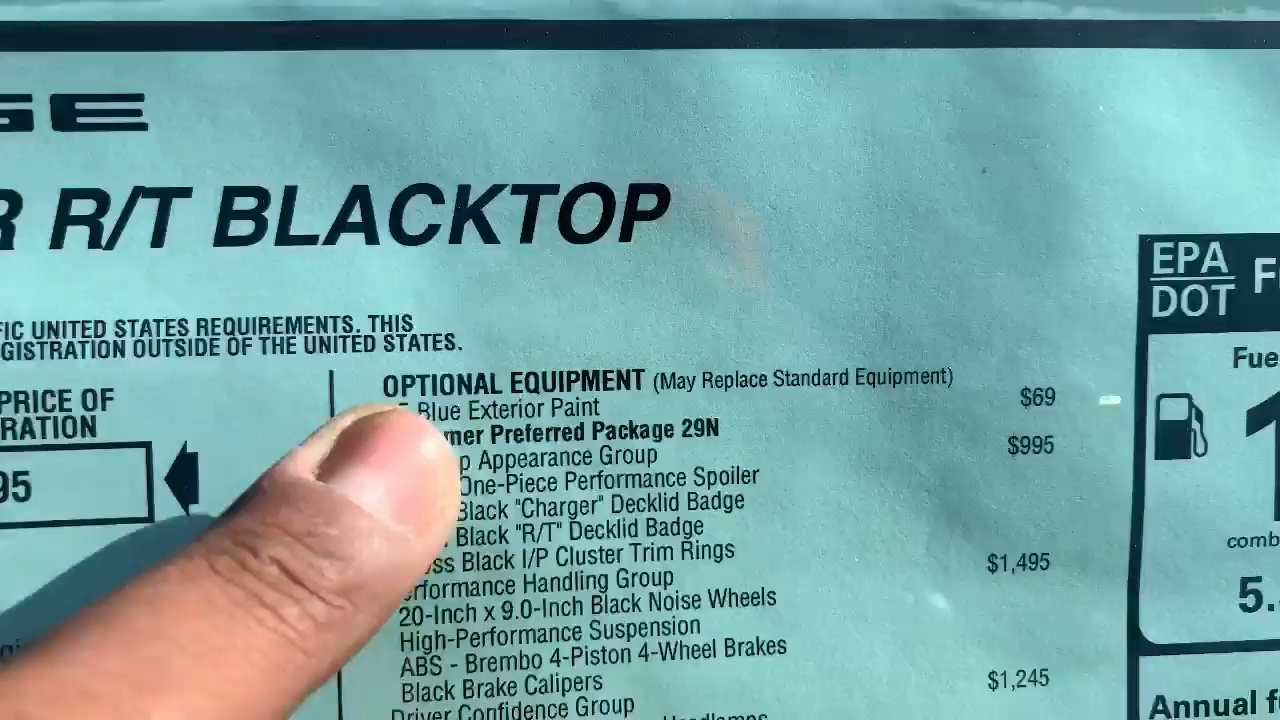 GE
R R/T BLACKTOP
FIC UNITED STATES REQUIREMENTS. THIS
GISTRATION OUTSIDE OF THE UNITED STATES.
PRICE OF
RATION
95
OPTIONAL EQUIPMENT (May Replace Standard Equipment)
Blue Exterior Paint $69
mer Preferred Package 29N
p Appearance Group $995
One-Piece Performance Spoiler
Black "Charger" Decklid Badge
Black "R/T" Decklid Badge
ss Black I/P Cluster Trim Rings
erformance Handling Group $1,495
20-Inch x 9.0-Inch Black Noise Wheels
High-Performance Suspension
ABS - Brembo 4-Piston 4-Wheel Brakes
Black Brake Calipers
Driver Confidence Group $1,245
EPA
DOT
F
Fue
1
comb
5.
Annual f